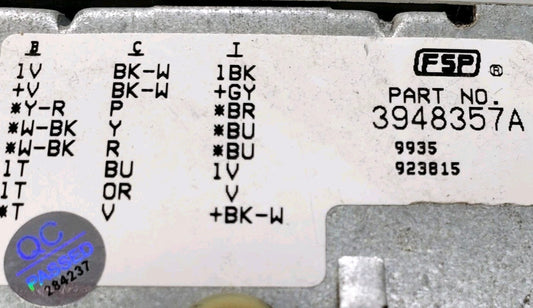 B C T
1V BK-W 1BK
+V BK-W +GY
*Y-R P *BR
*W-BK Y *BU
*W-BK R *BU
1T BU 1V
1T OR V
*T V +BK-W
FSP ®
PART NO.
3948357A
9935
923815
QC
PASSED
284237